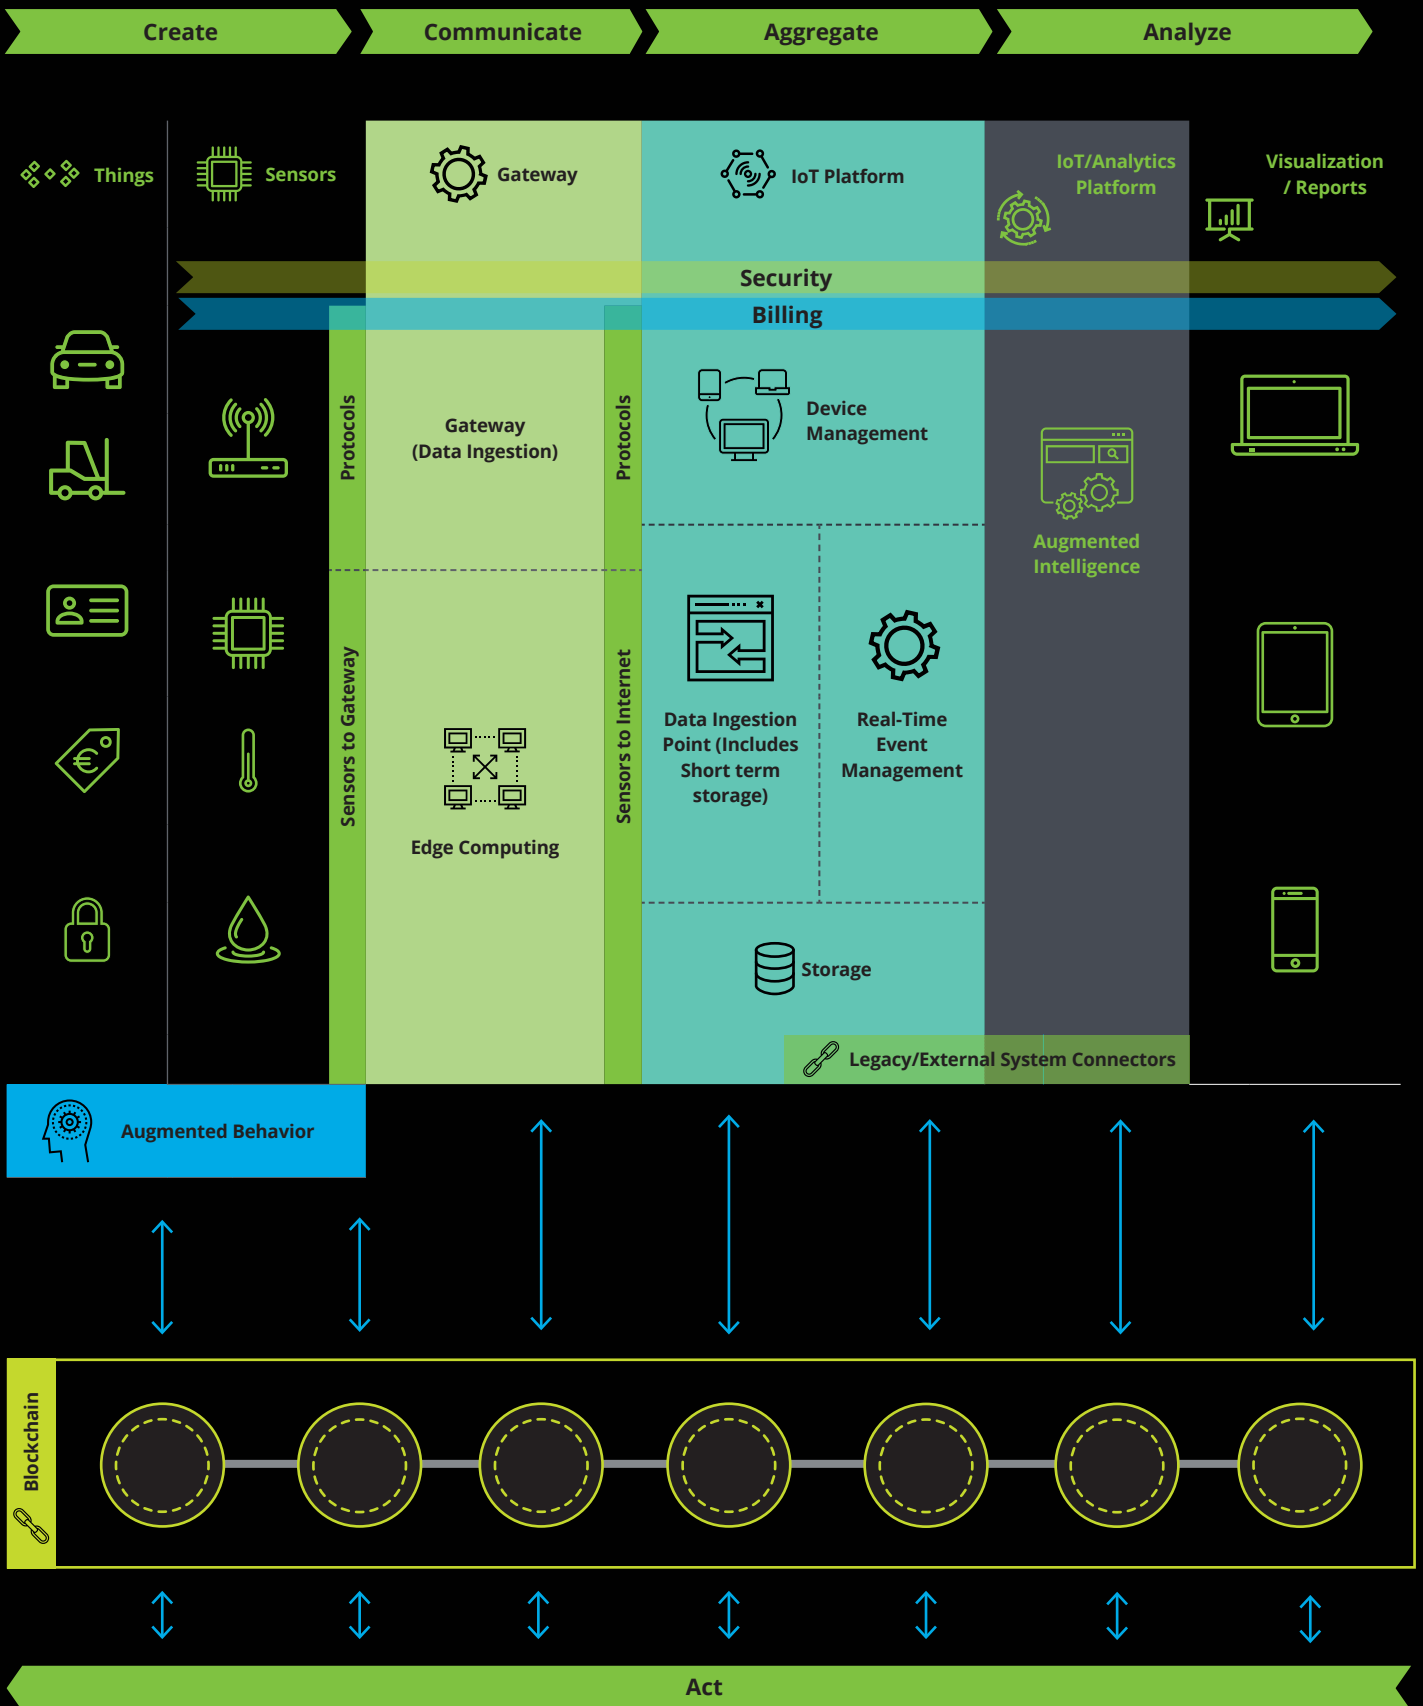 Create
Communicate
Aggregate
Analyze
Things
Sensors
Gateway
IoT Platform
IoT/Analytics
Platform
Visualization
/ Reports
Security
Billing
Protocols
Sensors to Gateway
Gateway
(Data Ingestion)
Edge Computing
Protocols
Sensors to Internet
Device
Management
Data Ingestion
Point (Includes
Short term
storage)
Real-Time
Event
Management
Storage
Augmented
Intelligence
Legacy/External System Connectors
Augmented Behavior
Blockchain
Act